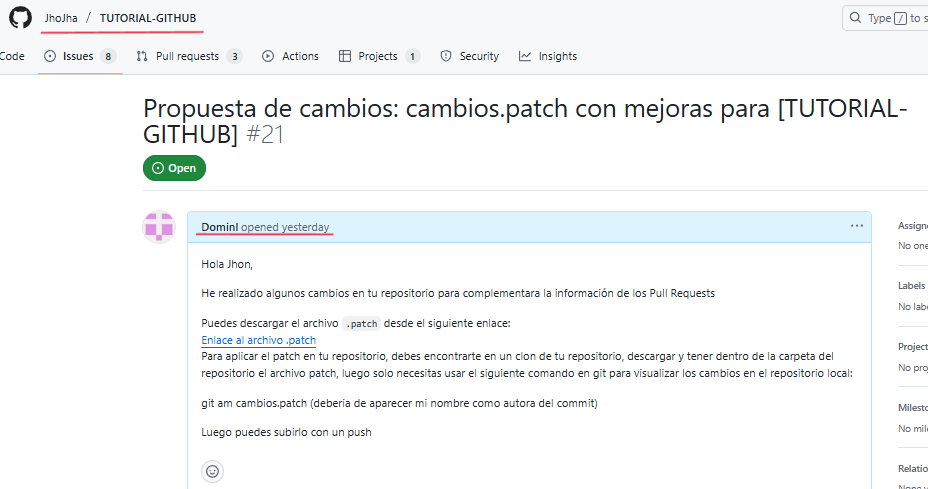 JhoJha / TUTORIAL-GITHUB
Type / to s
Code Issues 8 Pull requests 3 Actions Projects 1 Security Insights
Propuesta de cambios: cambios.patch con mejoras para [TUTORIAL-
GITHUB] #21
Open
DominI opened yesterday
Hola Jhon,
He realizado algunos cambios en tu repositorio para complementara la información de los Pull Requests
Puedes descargar el archivo .patch desde el siguiente enlace:
Enlace al archivo .patch
Para aplicar el patch en tu repositorio, debes encontrarte en un clon de tu repositorio, descargar y tener dentro de la carpeta del
repositorio el archivo patch, luego solo necesitas usar el siguiente comando en git para visualizar los cambios en el repositorio local:
git am cambios.patch (deberia de aparecer mi nombre como autora del commit)
Luego puedes subirlo con un push
Assigne
No one
Labels
No labe
Project
No proj
Milesto
No mile
Relatio